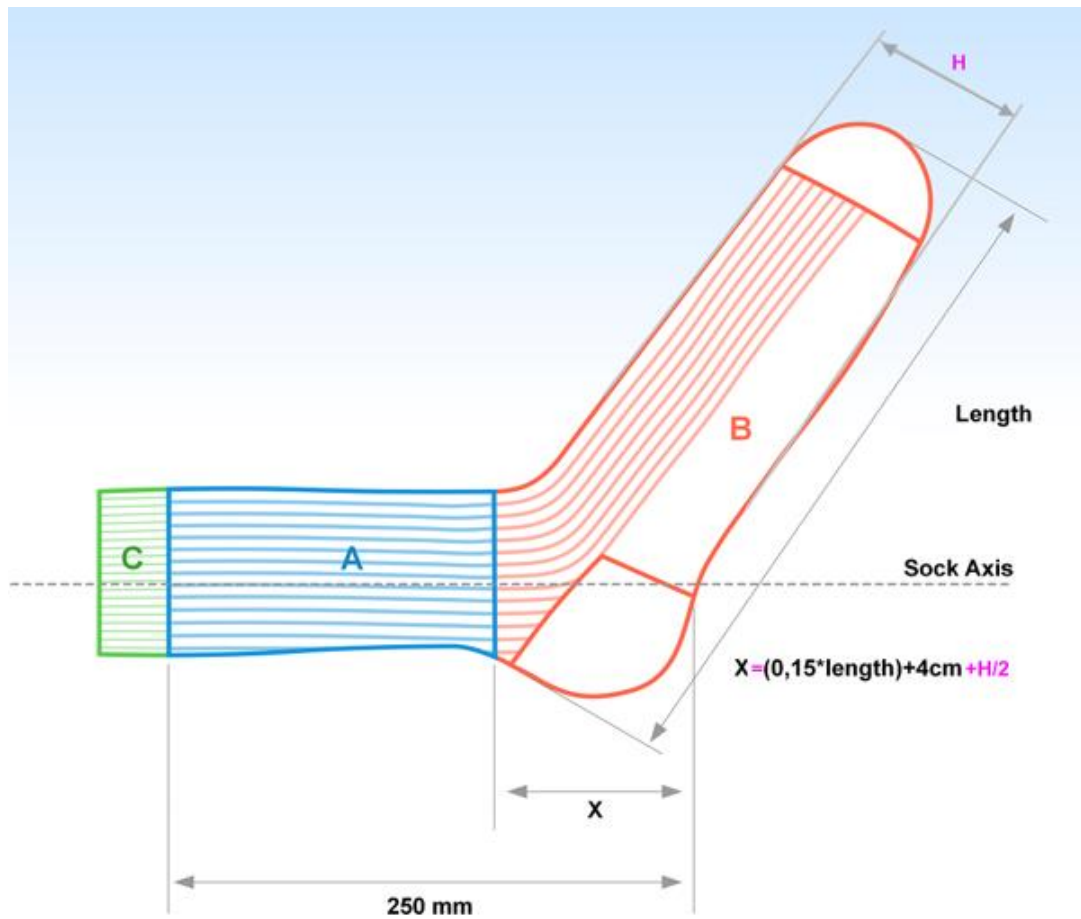 H
B
Length
C
A
Sock Axis
X=(0,15*length)+4cm +H/2
X
250 mm